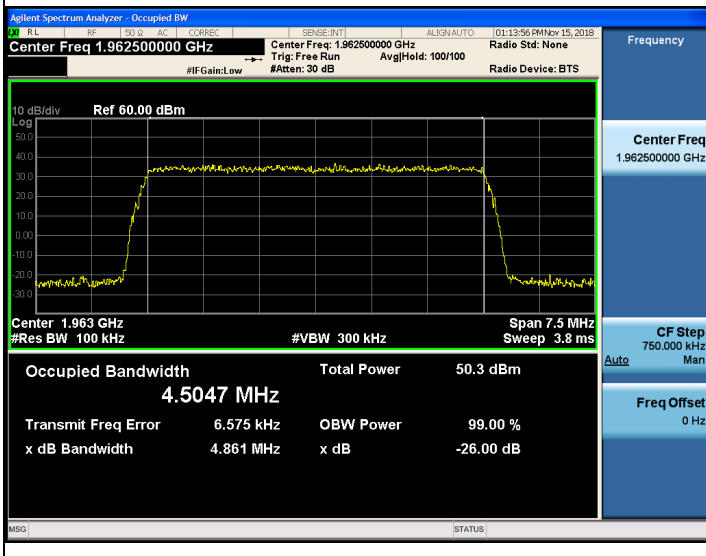 Agilent Spectrum Analyzer - Occupied BW
LXI RL RF 50 Ω AC CORREC SENSE:INT ALIGN AUTO 01:13:56 PM Nov 15, 2018
Center Freq 1.962500000 GHz
Center Freq: 1.962500000 GHz
Radio Std: None
Trig: Free Run Avg|Hold: 100/100
#IFGain:Low #Atten: 30 dB Radio Device: BTS
10 dB/div Ref 60.00 dBm
Log
50.0
40.0
30.0
20.0
10.0
0.00
-10.0
-20.0
-30.0
Center 1.963 GHz Span 7.5 MHz
#Res BW 100 kHz #VBW 300 kHz Sweep 3.8 ms
Occupied Bandwidth Total Power 50.3 dBm
4.5047 MHz
Transmit Freq Error 6.575 kHz OBW Power 99.00 %
x dB Bandwidth 4.861 MHz x dB -26.00 dB
MSG STATUS
Frequency
Center Freq
1.962500000 GHz
CF Step
750.000 kHz
Auto Man
Freq Offset
0 Hz